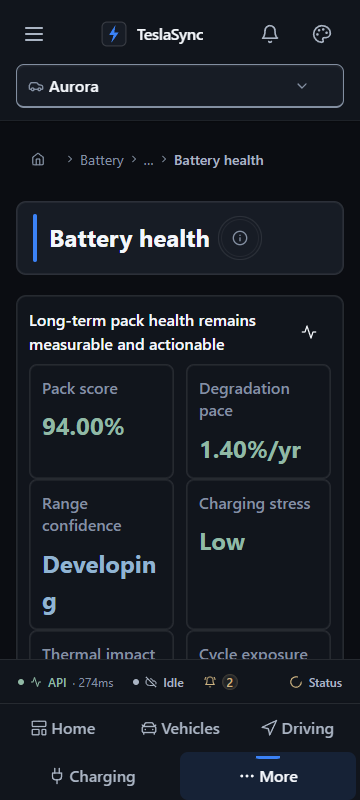 TeslaSync
Aurora
Battery
...
Battery health
Battery health
Long-term pack health remains
measurable and actionable
Pack score
94.00%
Degradation
pace
1.40%/yr
Range
confidence
Developin
g
Charging stress
Low
Thermal impact
Cycle exposure
API · 274ms
Idle
2
Status
Home
Vehicles
Driving
Charging
More